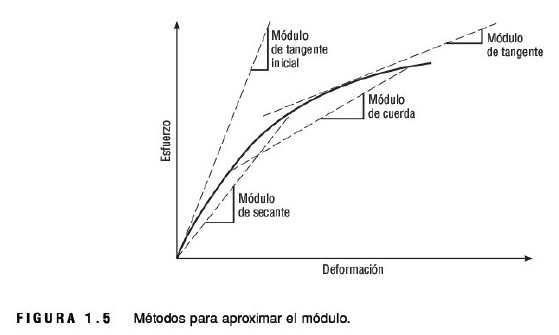 Módulo
de tangente
inicial
Módulo
de tangente
Módulo
de cuerda
Módulo
de secante
Esfuerzo
Deformación
FIGURA 1.5 Métodos para aproximar el módulo.